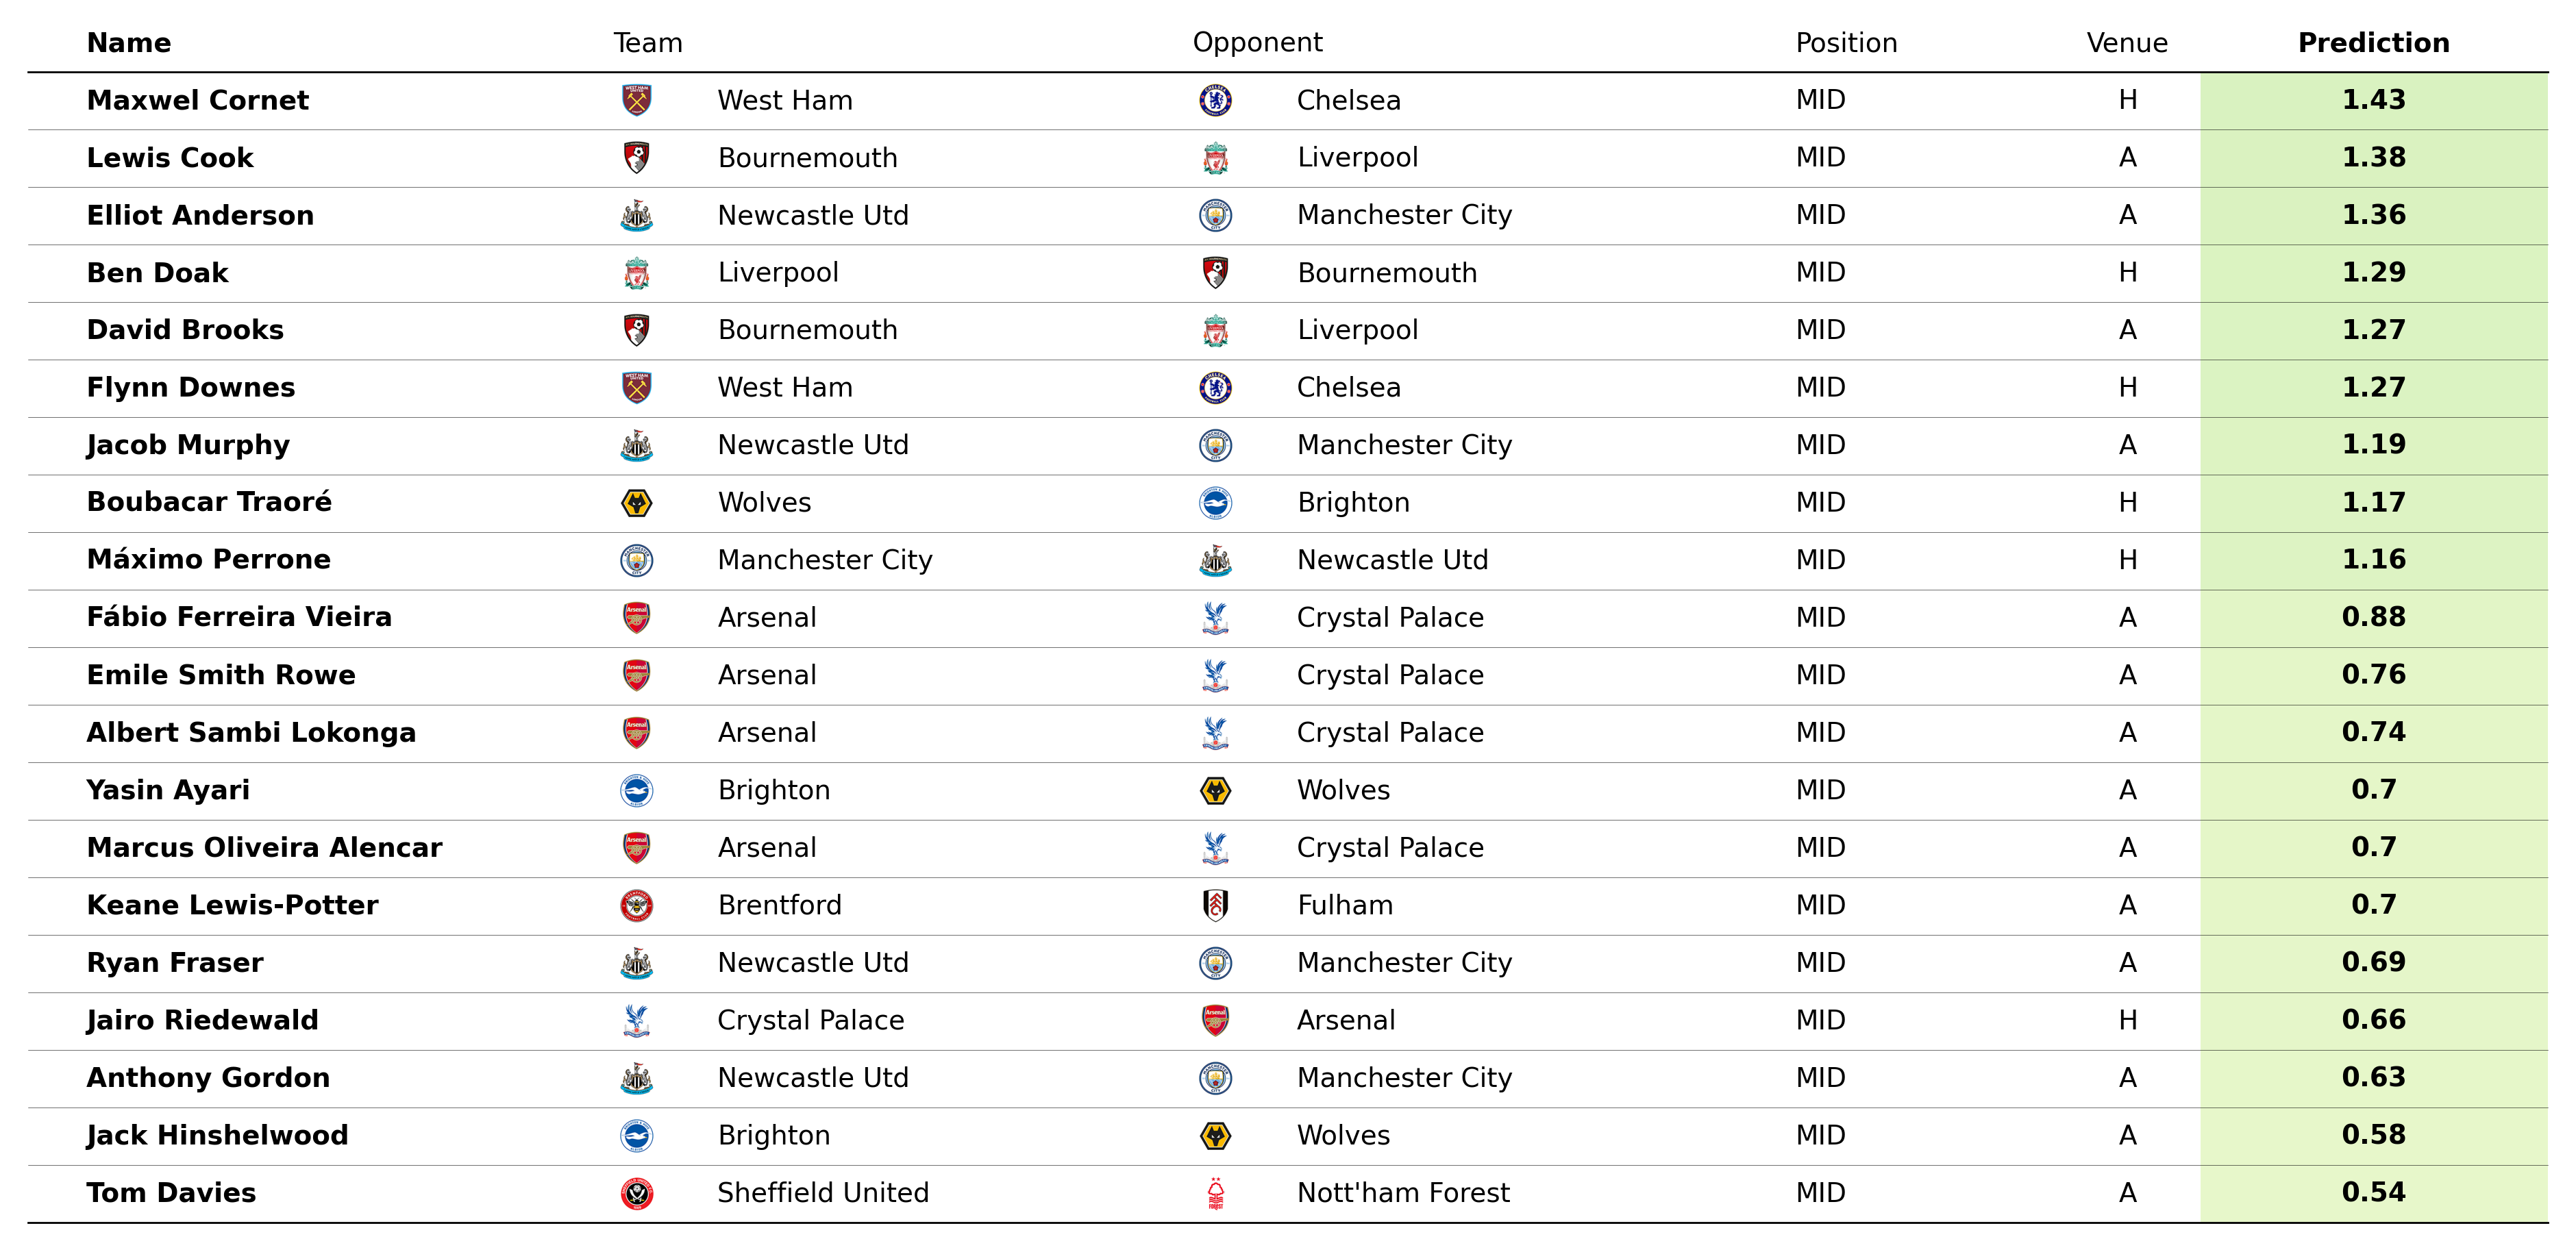 Name Team Opponent Position Venue Prediction
Maxwel Cornet West Ham Chelsea MID H 1.43
Lewis Cook Bournemouth Liverpool MID A 1.38
Elliot Anderson Newcastle Utd Manchester City MID A 1.36
Ben Doak Liverpool Bournemouth MID H 1.29
David Brooks Bournemouth Liverpool MID A 1.27
Flynn Downes West Ham Chelsea MID H 1.27
Jacob Murphy Newcastle Utd Manchester City MID A 1.19
Boubacar Traoré Wolves Brighton MID H 1.17
Máximo Perrone Manchester City Newcastle Utd MID H 1.16
Fábio Ferreira Vieira Arsenal Crystal Palace MID A 0.88
Emile Smith Rowe Arsenal Crystal Palace MID A 0.76
Albert Sambi Lokonga Arsenal Crystal Palace MID A 0.74
Yasin Ayari Brighton Wolves MID A 0.7
Marcus Oliveira Alencar Arsenal Crystal Palace MID A 0.7
Keane Lewis-Potter Brentford Fulham MID A 0.7
Ryan Fraser Newcastle Utd Manchester City MID A 0.69
Jairo Riedewald Crystal Palace Arsenal MID H 0.66
Anthony Gordon Newcastle Utd Manchester City MID A 0.63
Jack Hinshelwood Brighton Wolves MID A 0.58
Tom Davies Sheffield United Nott'ham Forest MID A 0.54